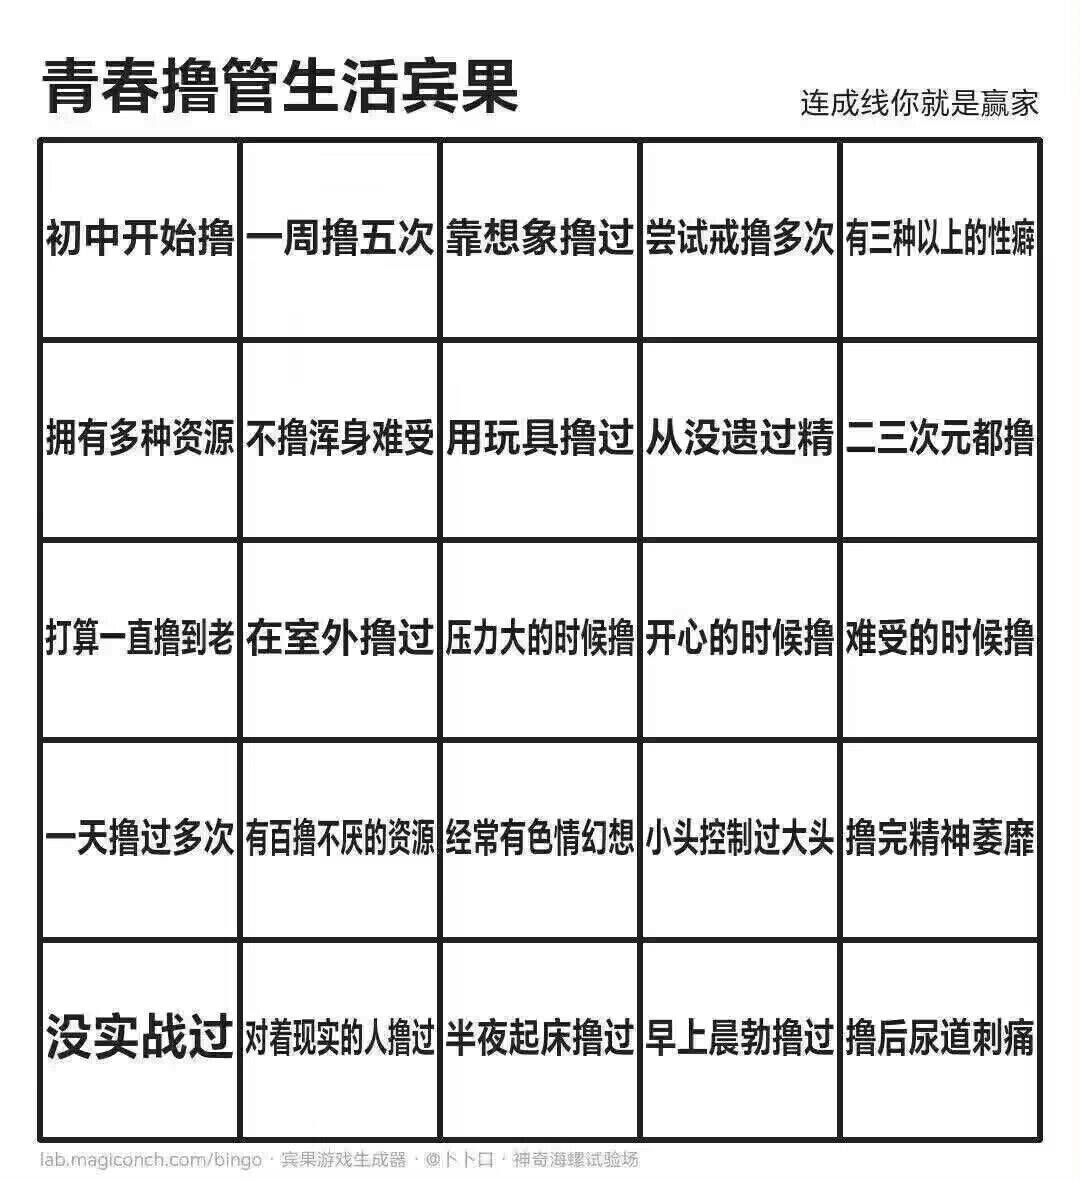 青春撸管生活宾果
连成线你就是赢家
初中开始撸
一周撸五次
靠想象撸过
尝试戒撸多次
有三种以上的性癖
拥有多种资源
不撸浑身难受
用玩具撸过
从没遗过精
二三次元都撸
打算一直撸到老
在室外撸过
压力大的时候撸
开心的时候撸
难受的时候撸
一天撸过多次
有百撸不厌的资源
经常有色情幻想
小头控制过大头
撸完精神萎靡
没实战过
对着现实的人撸过
半夜起床撸过
早上晨勃撸过
撸后尿道刺痛
lab.magiconch.com/bingo · 宾果游戏生成器 · @卜卜口 · 神奇海螺试验场